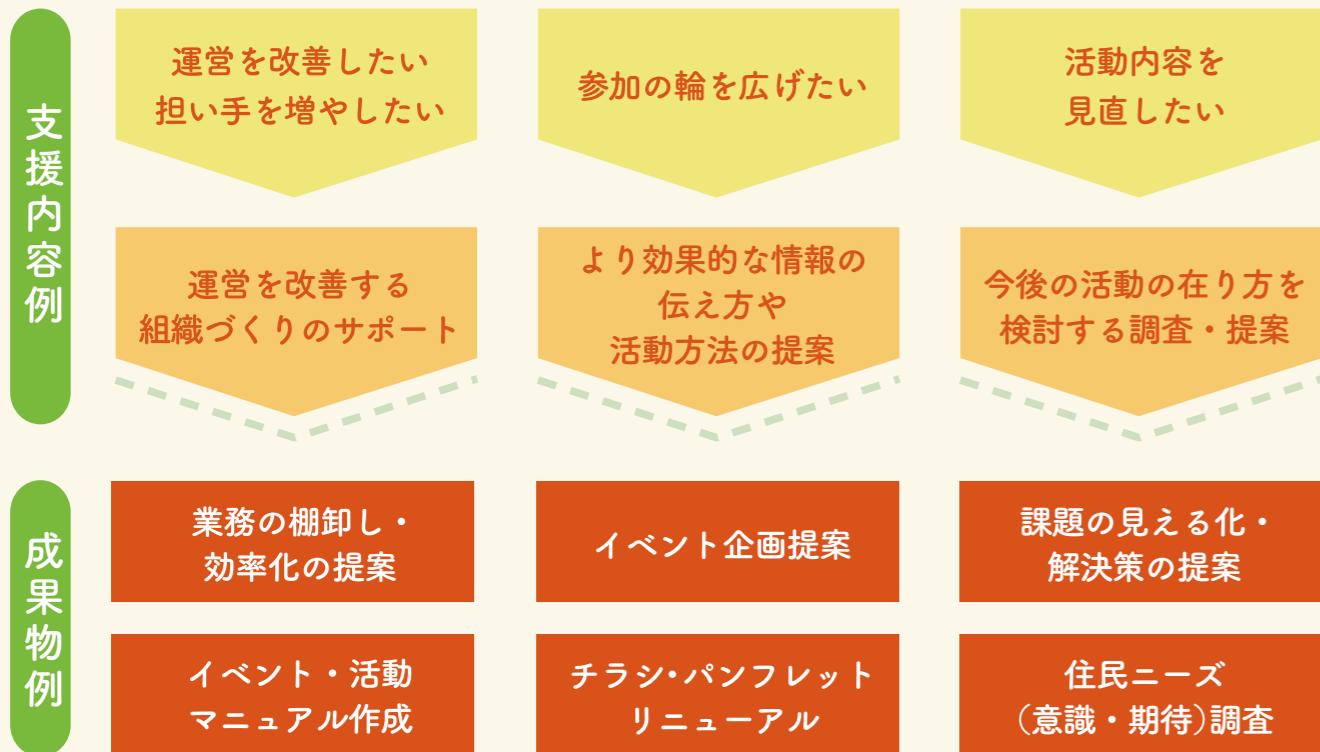 支援内容例
運営を改善したい
担い手を増やしたい
参加の輪を広げたい
活動内容を
見直したい
運営を改善する
組織づくりのサポート
より効果的な情報の
伝え方や
活動方法の提案
今後の活動の在り方を
検討する調査・提案
成果物例
業務の棚卸し・
効率化の提案
イベント企画提案
課題の見える化・
解決策の提案
イベント・活動
マニュアル作成
チラシ・パンフレット
リニューアル
住民ニーズ
(意識・期待)調査